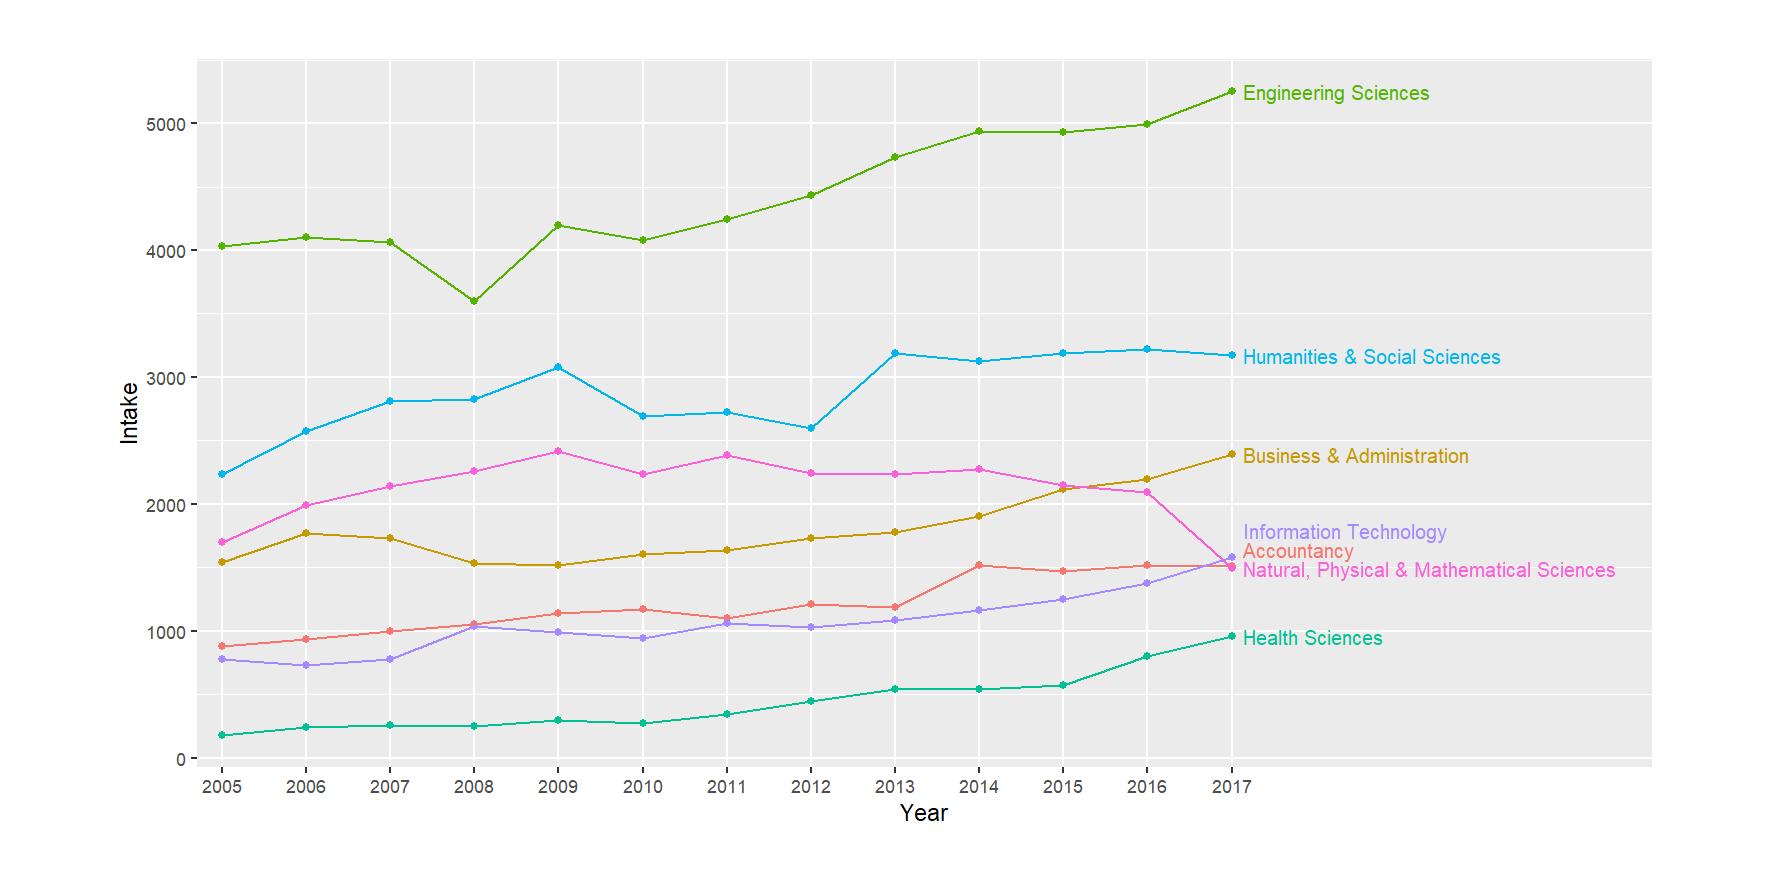 Engineering Sciences
5000
4000
Humanities & Social Sciences
3000
Intake
Business & Administration
2000
Information Technology
Accountancy
Natural, Physical & Mathematical Sciences
1000
Health Sciences
0
2005 2006 2007 2008 2009 2010 2011 2012 2013 2014 2015 2016 2017
Year